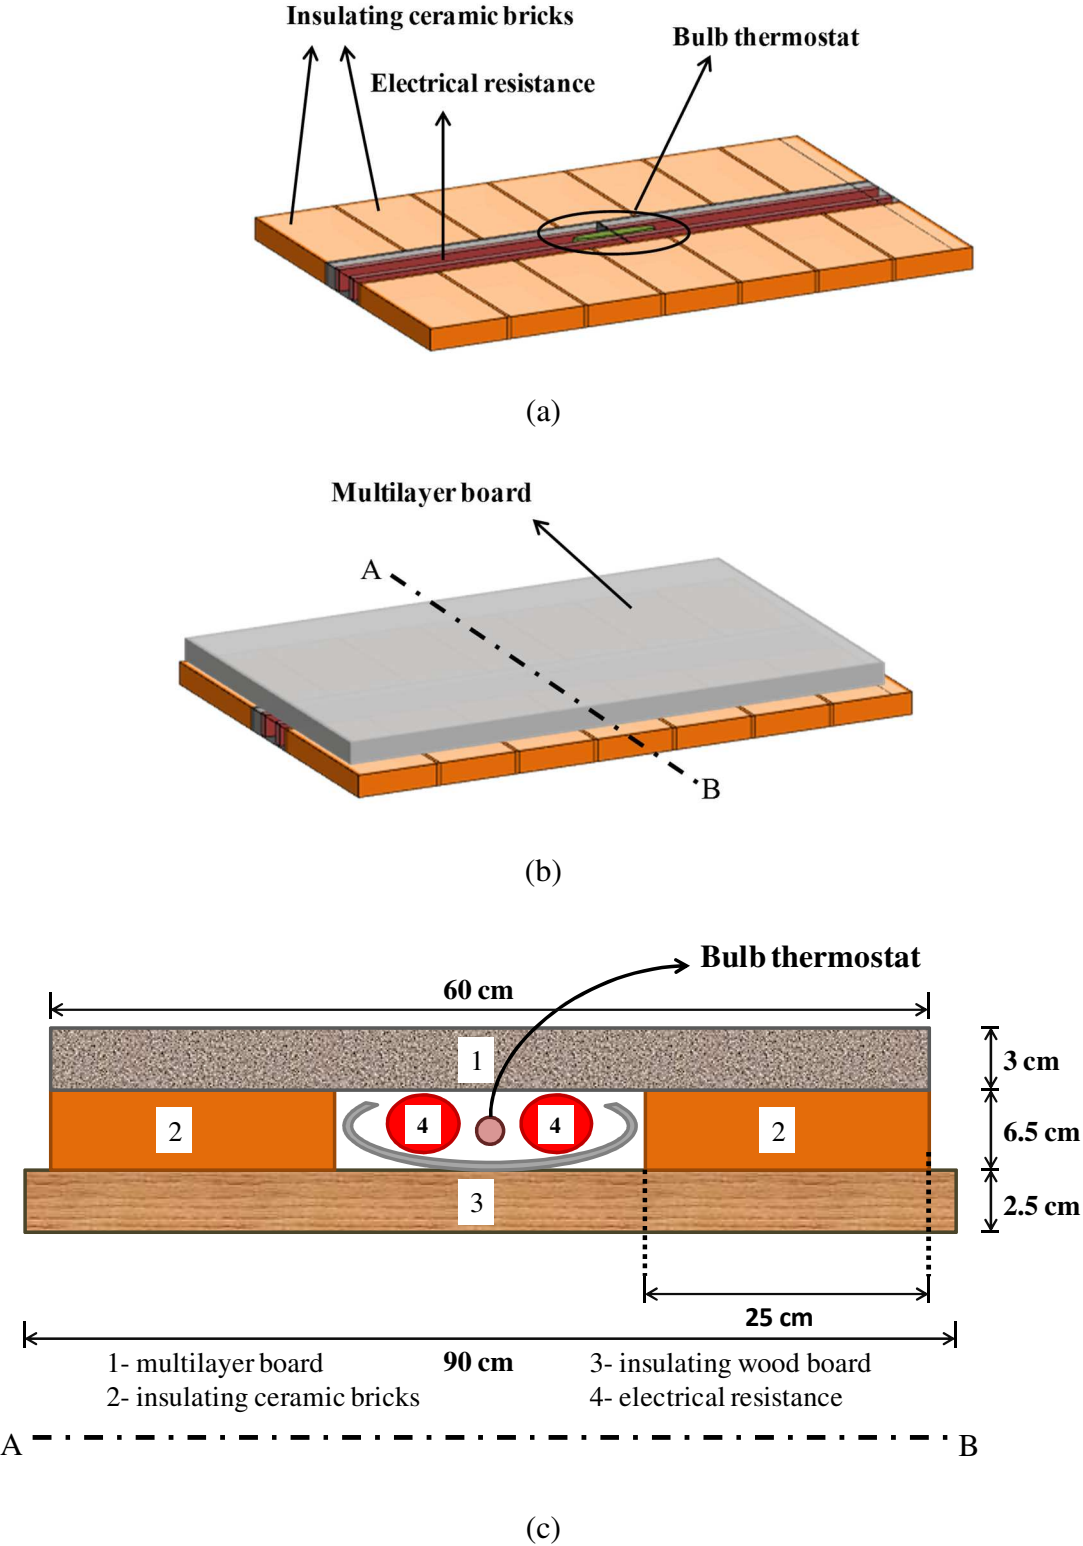 Insulating ceramic bricks
Bulb thermostat
Electrical resistance
(a)
Multilayer board
A
B
(b)
Bulb thermostat
60 cm
1
3 cm
2
4
4
2
6.5 cm
3
2.5 cm
25 cm
90 cm
1- multilayer board
3- insulating wood board
2- insulating ceramic bricks
4- electrical resistance
A
B
(c)